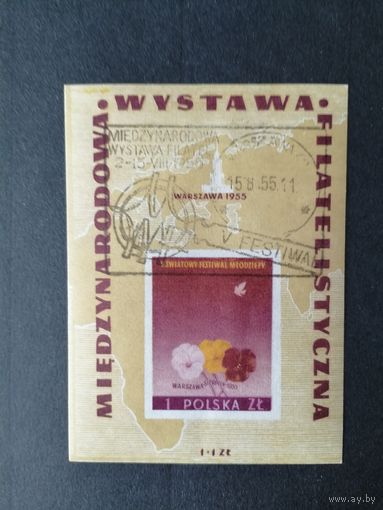 MIĘDZYNARODOWA · WYSTAWA · FILATELISTYCZNA
MIĘDZYNARODOWA
WYSTAWA FILAT
15.8.55.11
WARSZAWA 1955
V FESTIWAL
5 ŚWIATOWY FESTIWAL MŁODZIEŻY
WARSZAWA
1 POLSKA ZŁ
1+1 ZŁ
www.ay.by